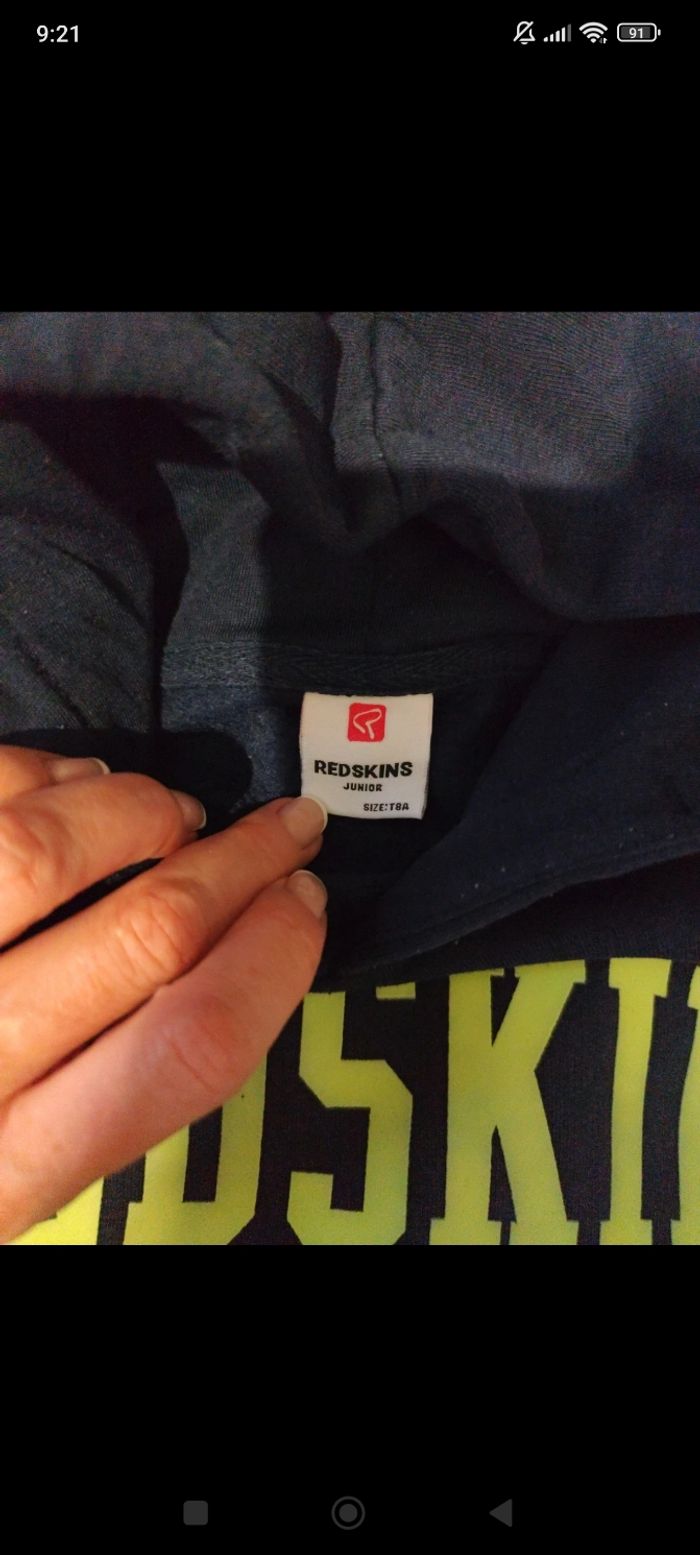 9:21
91
REDSKINS
JUNIOR
SIZE:T8A
DSKI